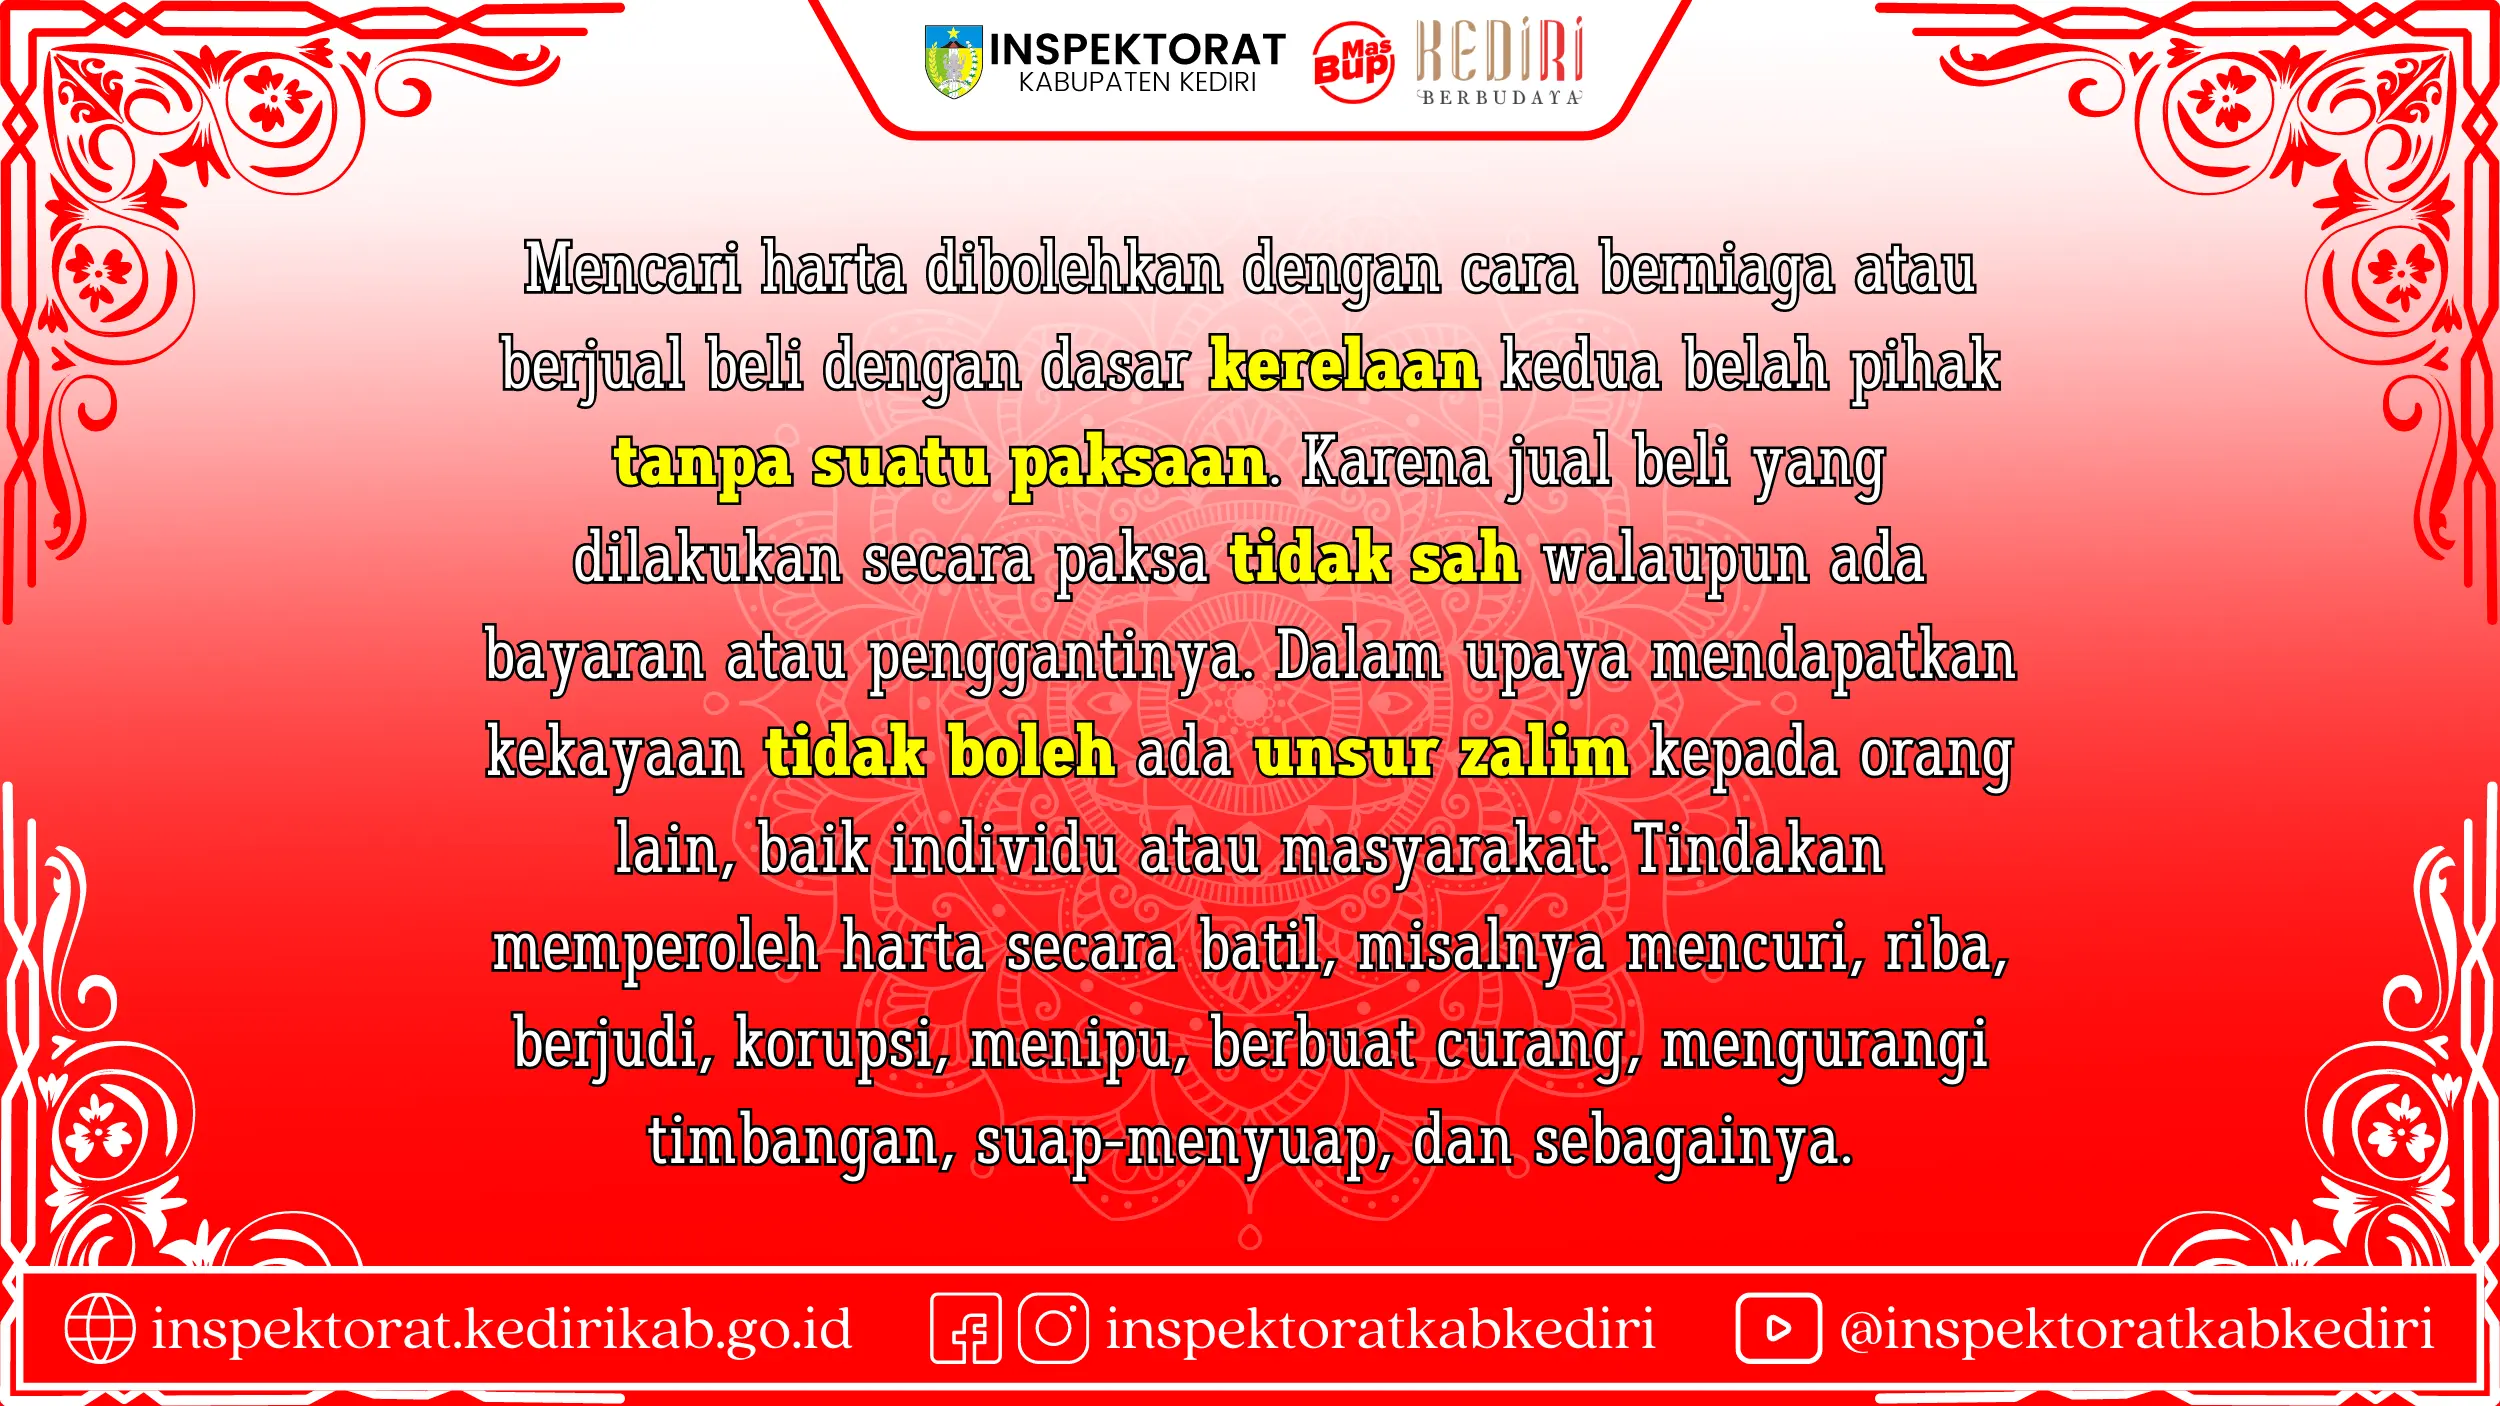 INSPEKTORAT
KABUPATEN KEDIRI
Mas
Bup
KEDIRI
BERBUDAYA
Mencari harta dibolehkan dengan cara berniaga atau
berjual beli dengan dasar kerelaan kedua belah pihak
tanpa suatu paksaan. Karena jual beli yang
dilakukan secara paksa tidak sah walaupun ada
bayaran atau penggantinya. Dalam upaya mendapatkan
kekayaan tidak boleh ada unsur zalim kepada orang
lain, baik individu atau masyarakat. Tindakan
memperoleh harta secara batil, misalnya mencuri, riba,
berjudi, korupsi, menipu, berbuat curang, mengurangi
timbangan, suap-menyuap, dan sebagainya.
inspektorat.kedirikab.go.id
inspektoratkabkediri
@inspektoratkabkediri